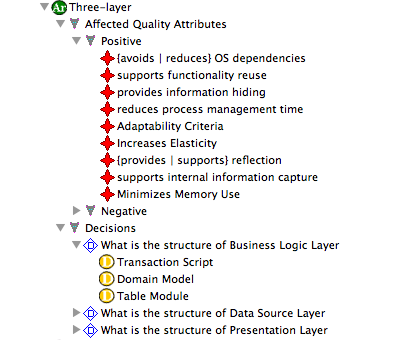 Ar Three-layer
Affected Quality Attributes
Positive
{avoids | reduces} OS dependencies
supports functionality reuse
provides information hiding
reduces process management time
Adaptability Criteria
Increases Elasticity
{provides | supports} reflection
supports internal information capture
Minimizes Memory Use
Negative
Decisions
What is the structure of Business Logic Layer
Transaction Script
Domain Model
Table Module
What is the structure of Data Source Layer
What is the structure of Presentation Layer